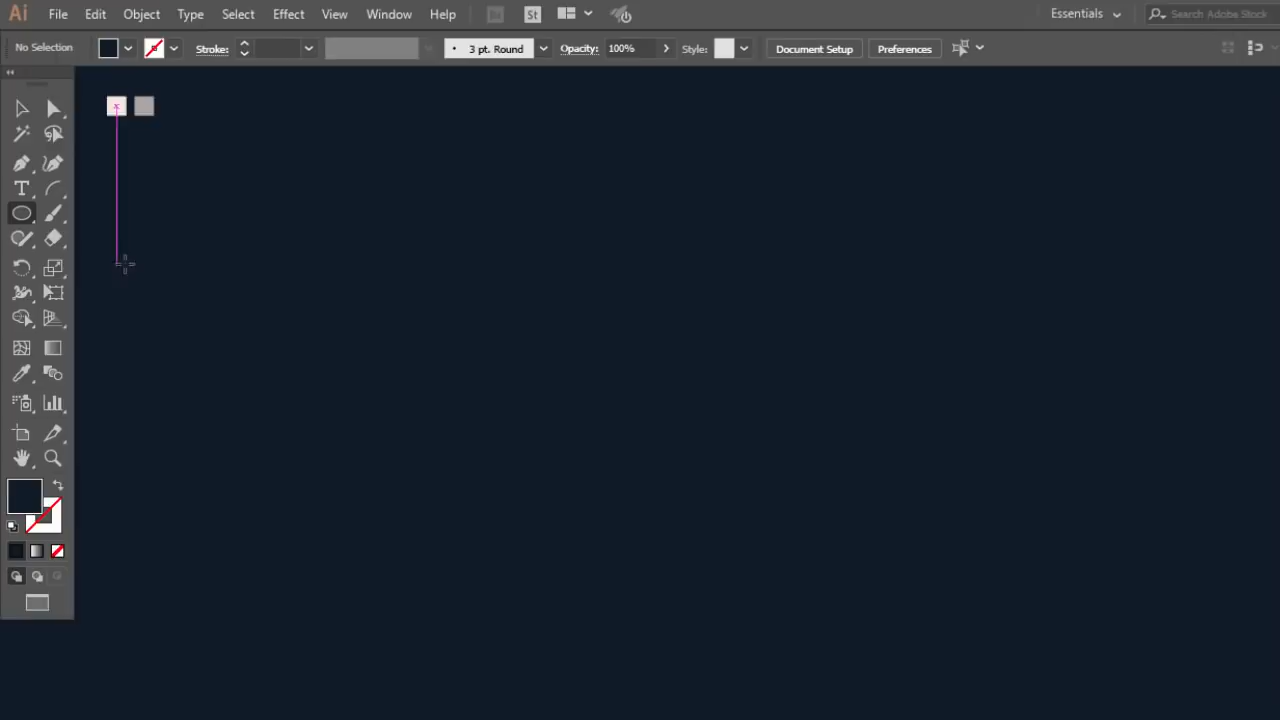 Ai File Edit Object Type Select Effect View Window Help Br St Essentials Search Adobe Stock
No Selection Stroke: 3 pt. Round Opacity: 100% Style: Document Setup Preferences
T